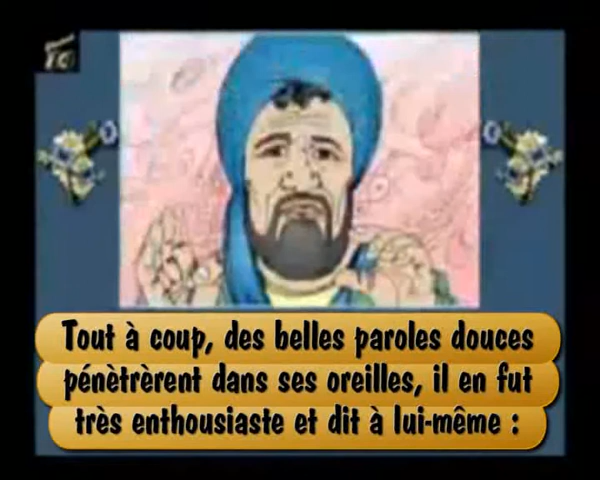 Tout à coup, des belles paroles douces
pénètrèrent dans ses oreilles, il en fut
très enthousiaste et dit à lui-même :